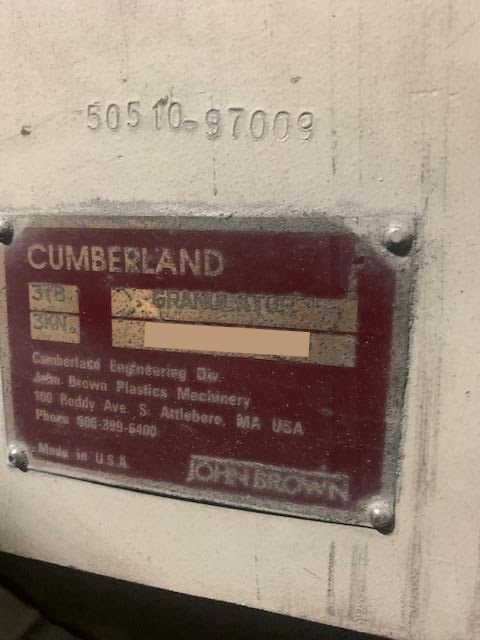 50510-97009
CUMBERLAND
GRANULATOR
Cumberland Engineering Div.
John Brown Plastics Machinery
100 Roddy Ave. S. Attleboro, MA USA
Phone 508-399-6400
Made in U.S.A
JOHN BROWN